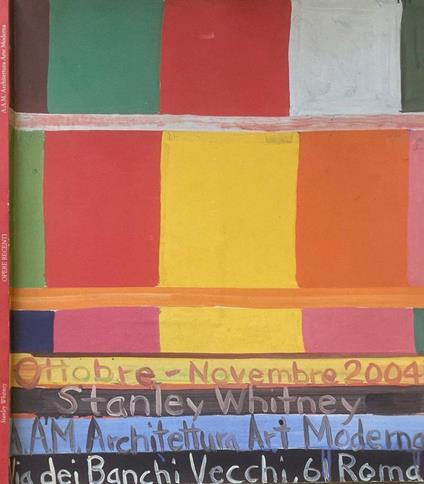 A.A.M. Architettura Arte Moderna
OPERE RECENTI
Stanley Whitney
Ottobre - Novembre 2004
Stanley Whitney
A.A.M. Architettura Art Moderna
Via dei Banchi Vecchi, 61 Roma